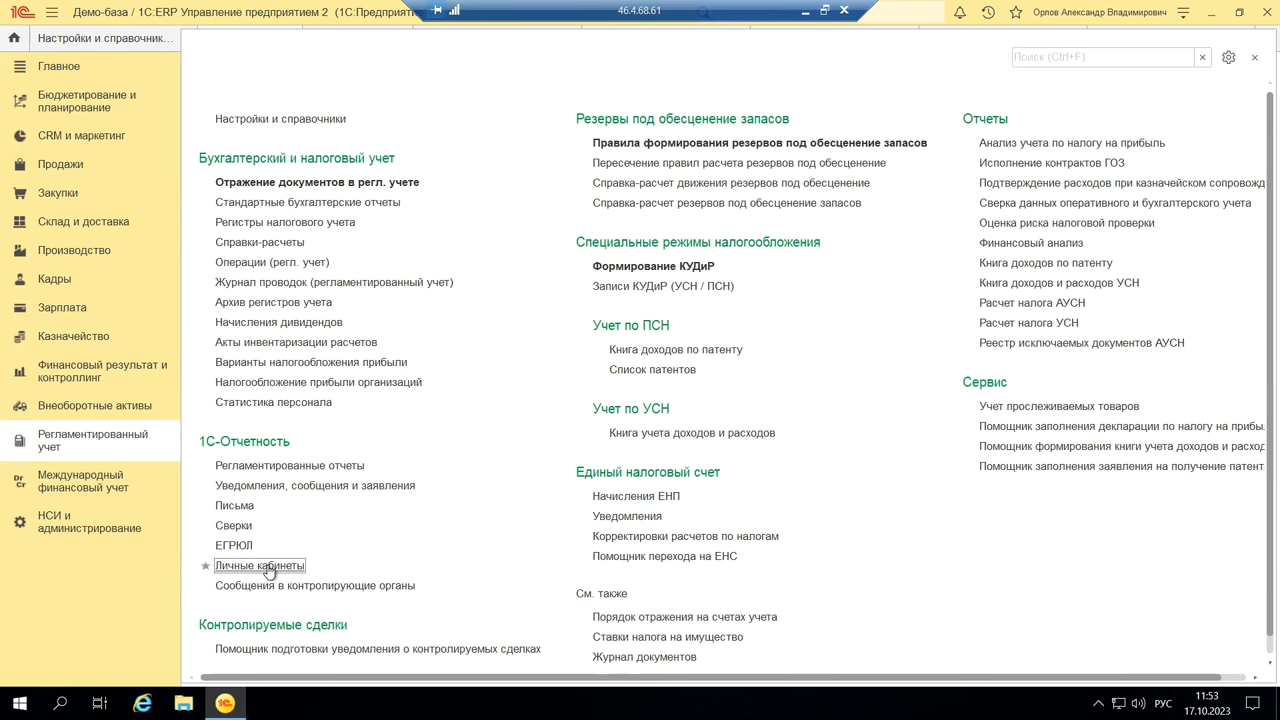 Демо-база / 1С:ERP Управление предприятием 2 (1С:Предприятие
46.4.68.61
Орлов Александр Владимирович
Настройки и справочник...
Главное
Бюджетирование и
планирование
CRM и маркетинг
Продажи
Закупки
Склад и доставка
Производство
Кадры
Зарплата
Казначейство
Финансовый результат и
контроллинг
Внеоборотные активы
Регламентированный
учет
Международный
финансовый учет
НСИ и
администрирование
Поиск (Ctrl+F)
Настройки и справочники
Бухгалтерский и налоговый учет
Отражение документов в регл. учете
Стандартные бухгалтерские отчеты
Регистры налогового учета
Справки-расчеты
Операции (регл. учет)
Журнал проводок (регламентированный учет)
Архив регистров учета
Начисления дивидендов
Акты инвентаризации расчетов
Варианты налогообложения прибыли
Налогообложение прибыли организаций
Статистика персонала
1С-Отчетность
Регламентированные отчеты
Уведомления, сообщения и заявления
Письма
Сверки
ЕГРЮЛ
Личные кабинеты
Сообщения в контролирующие органы
Контролируемые сделки
Помощник подготовки уведомления о контролируемых сделках
Резервы под обесценение запасов
Правила формирования резервов под обесценение запасов
Пересечение правил расчета резервов под обесценение
Справка-расчет движения резервов под обесценение
Справка-расчет резервов под обесценение запасов
Специальные режимы налогообложения
Формирование КУДиР
Записи КУДиР (УСН / ПСН)
Учет по ПСН
Книга доходов по патенту
Список патентов
Учет по УСН
Книга учета доходов и расходов
Единый налоговый счет
Начисления ЕНП
Уведомления
Корректировки расчетов по налогам
Помощник перехода на ЕНС
См. также
Порядок отражения на счетах учета
Ставки налога на имущество
Журнал документов
Отчеты
Анализ учета по налогу на прибыль
Исполнение контрактов ГОЗ
Подтверждение расходов при казначейском сопровожд
Сверка данных оперативного и бухгалтерского учета
Оценка риска налоговой проверки
Финансовый анализ
Книга доходов по патенту
Книга доходов и расходов УСН
Расчет налога АУСН
Расчет налога УСН
Реестр исключаемых документов АУСН
Сервис
Учет прослеживаемых товаров
Помощник заполнения декларации по налогу на прибы
Помощник формирования книги учета доходов и расход
Помощник заполнения заявления на получение патент
РУС
11:53
17.10.2023